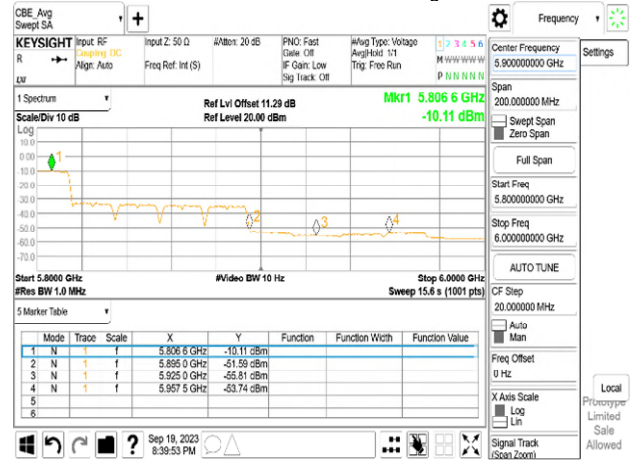 CBE_Avg
Swept SA
Frequency
KEYSIGHT
R
Input: RF
Coupling: DC
Align: Auto
Input Z: 50 Ω
Freq Ref: Int (S)
#Atten: 20 dB
PNO: Fast
Gate: Off
IF Gain: Low
Sig Track: Off
#Avg Type: Voltage
Avg|Hold: 1/1
Trig: Free Run
1 2 3 4 5 6
M W W W W W
P N N N N N
1 Spectrum
Scale/Div 10 dB
Ref Lvl Offset 11.29 dB
Ref Level 20.00 dBm
Mkr1 5.806 6 GHz
-10.11 dBm
Log
10.0
0.00
-10.0
-20.0
-30.0
-40.0
-50.0
-60.0
-70.0
1
2
3
4
Start 5.8000 GHz
#Res BW 1.0 MHz
#Video BW 10 Hz
Stop 6.0000 GHz
Sweep 15.6 s (1001 pts)
5 Marker Table
Mode Trace Scale X Y Function Function Width Function Value
1 N 1 f 5.806 6 GHz -10.11 dBm
2 N 1 f 5.895 0 GHz -51.59 dBm
3 N 1 f 5.925 0 GHz -55.81 dBm
4 N 1 f 5.957 5 GHz -53.74 dBm
5
6
Sep 19, 2023
8:39:53 PM
Center Frequency
5.900000000 GHz
Settings
Span
200.000000 MHz
Swept Span
Zero Span
Full Span
Start Freq
5.800000000 GHz
Stop Freq
6.000000000 GHz
AUTO TUNE
CF Step
20.000000 MHz
Auto
Man
Freq Offset
0 Hz
X Axis Scale
Log
Lin
Signal Track
(Span Zoom)
Local
Prototype
Limited
Sale
Allowed